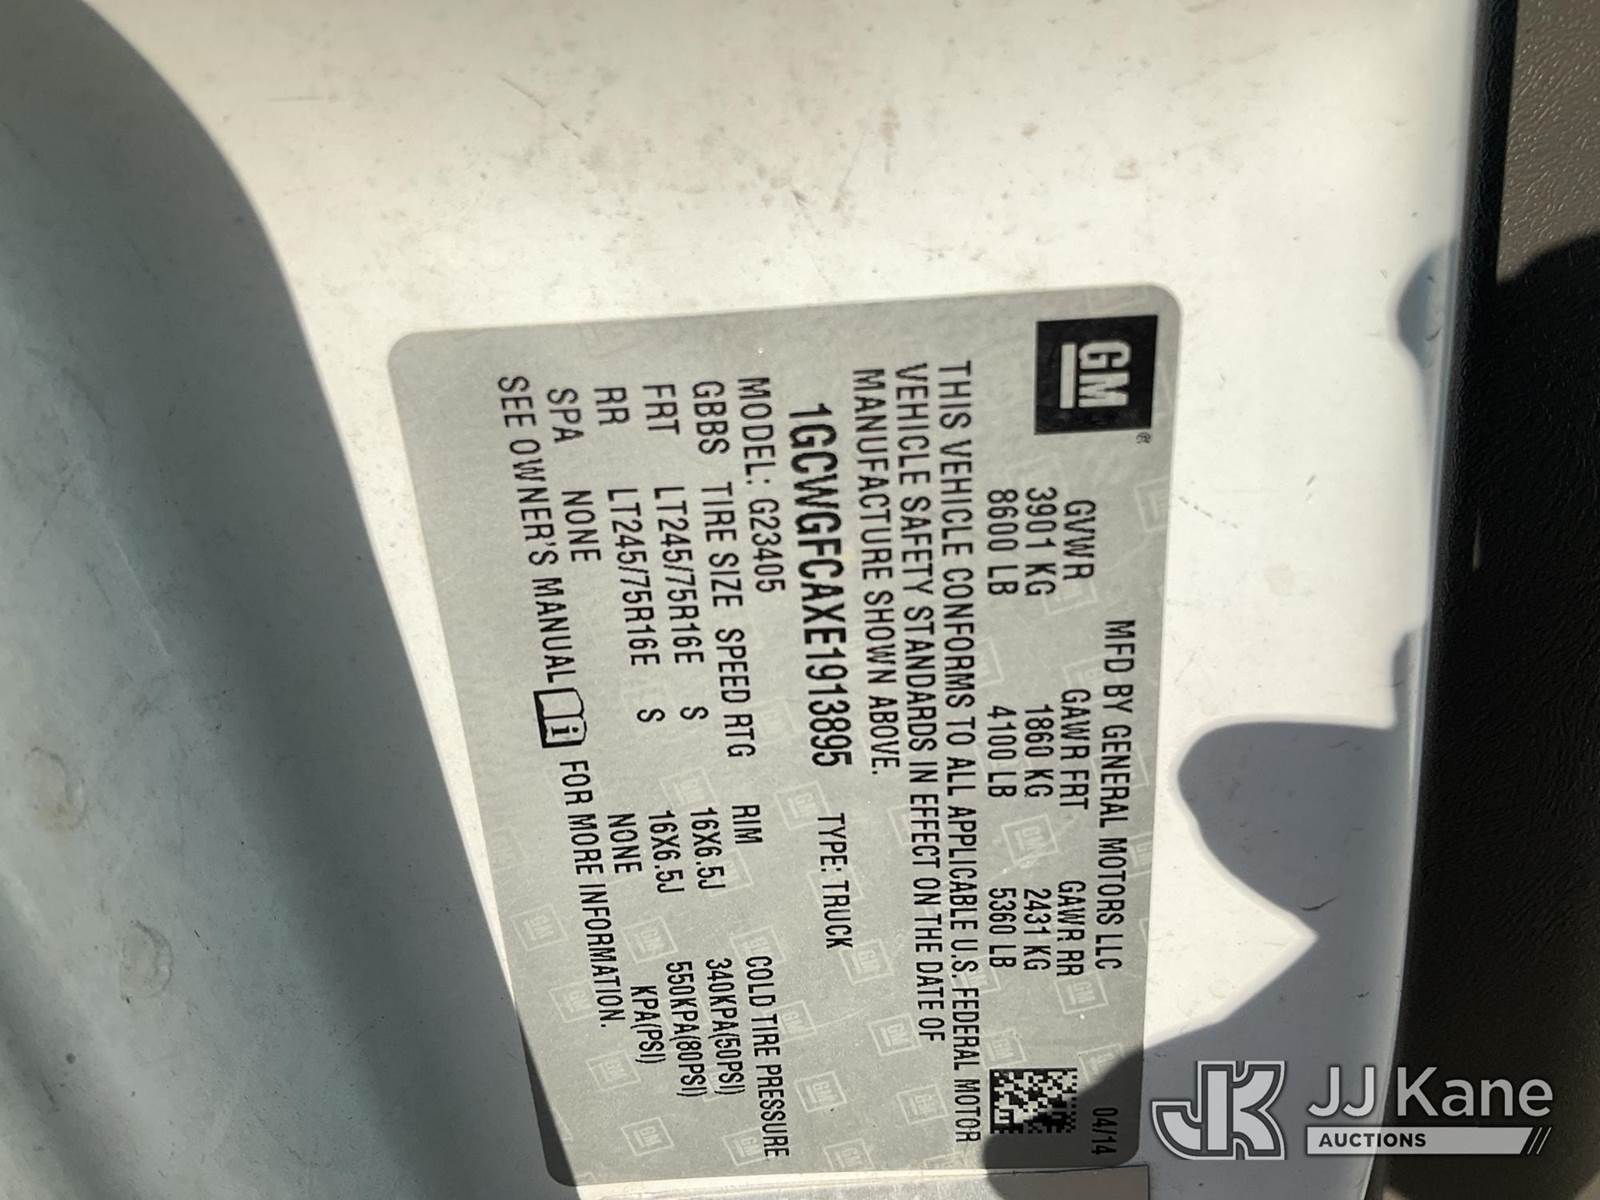 GM®
MFD BY GENERAL MOTORS LLC 04/14
GVWR GAWR FRT GAWR RR
3901 KG 1860 KG 2431 KG
8600 LB 4100 LB 5360 LB
THIS VEHICLE CONFORMS TO ALL APPLICABLE U.S. FEDERAL MOTOR
VEHICLE SAFETY STANDARDS IN EFFECT ON THE DATE OF
MANUFACTURE SHOWN ABOVE.
1GCWGFCAXE1913895 TYPE: TRUCK
MODEL: G23405
GBBS TIRE SIZE SPEED RTG RIM COLD TIRE PRESSURE
FRT LT245/75R16E S 16X6.5J 340KPA(50PSI)
RR LT245/75R16E S 16X6.5J 550KPA(80PSI)
SPA NONE NONE KPA(PSI)
SEE OWNER'S MANUAL i FOR MORE INFORMATION.
JK JJ Kane
AUCTIONS